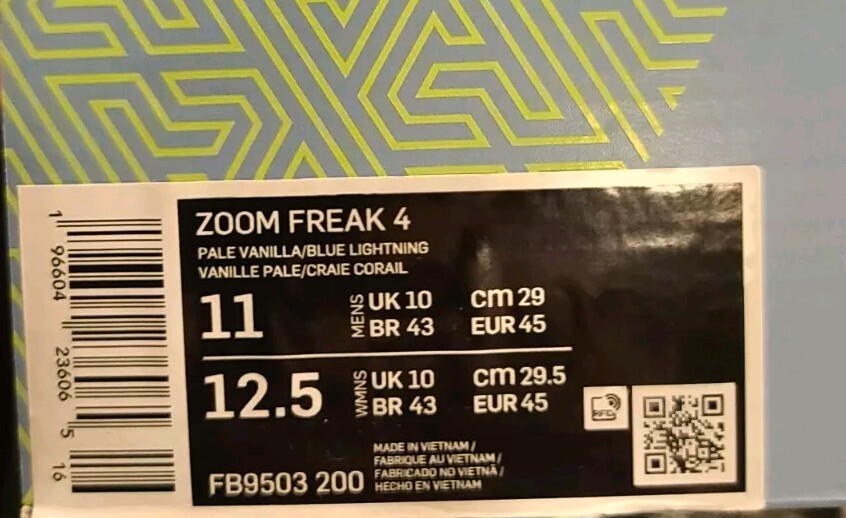 ZOOM FREAK 4
PALE VANILLA/BLUE LIGHTNING
VANILLE PALE/CRAIE CORAIL
11 MENS UK 10 cm 29
BR 43 EUR 45
12.5 WMNS UK 10 cm 29.5
BR 43 EUR 45
RFID
MADE IN VIETNAM /
FABRIQUE AU VIETNAM /
FABRICADO NO VIETNÃ /
HECHO EN VIETNAM
FB9503 200
1 96604 23606 5 16